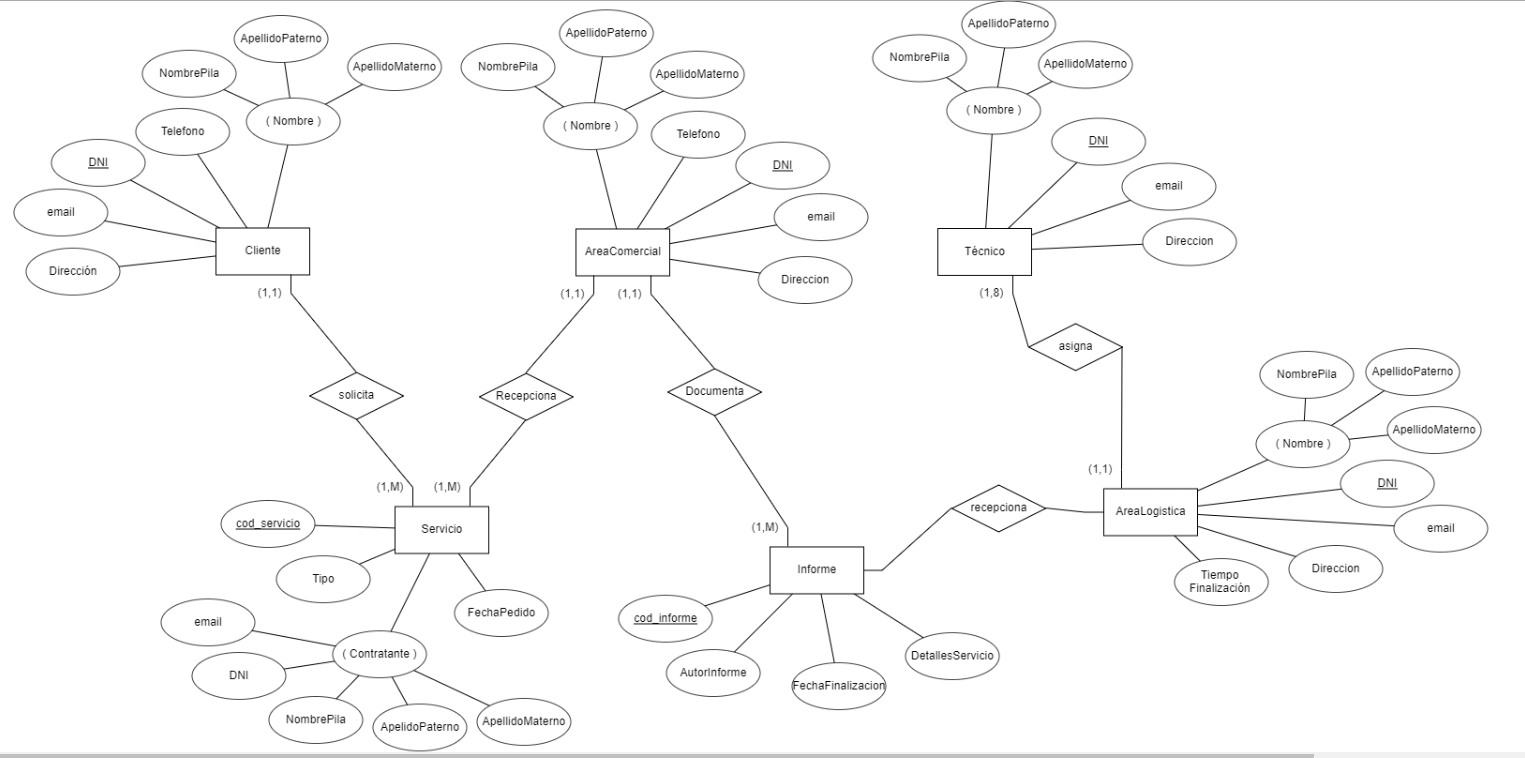 ApellidoPaterno
NombrePila
ApellidoMaterno
( Nombre )
Telefono
DNI
email
Dirección
Cliente
(1,1)
ApellidoPaterno
NombrePila
ApellidoMaterno
( Nombre )
Telefono
DNI
email
Direccion
AreaComercial
(1,1)
(1,1)
ApellidoPaterno
NombrePila
ApellidoMaterno
( Nombre )
DNI
email
Direccion
Técnico
(1,8)
asigna
solicita
Recepciona
Documenta
(1,M)
(1,M)
Servicio
cod_servicio
Tipo
FechaPedido
( Contratante )
email
DNI
NombrePila
ApelidoPaterno
ApellidoMaterno
(1,M)
Informe
cod_informe
AutorInforme
FechaFinalizacion
DetallesServicio
recepciona
(1,1)
AreaLogistica
NombrePila
ApellidoPaterno
ApellidoMaterno
( Nombre )
DNI
email
Direccion
Tiempo
Finalización